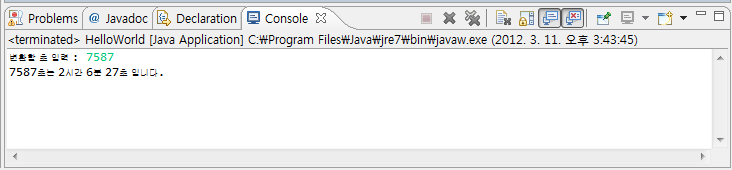 Problems @ Javadoc Declaration Console
<terminated> HelloWorld [Java Application] C:₩Program Files₩Java₩jre7₩bin₩javaw.exe (2012. 3. 11. 오후 3:43:45)
변환할 초 입력 : 7587
7587초는 2시간 6분 27초 입니다.